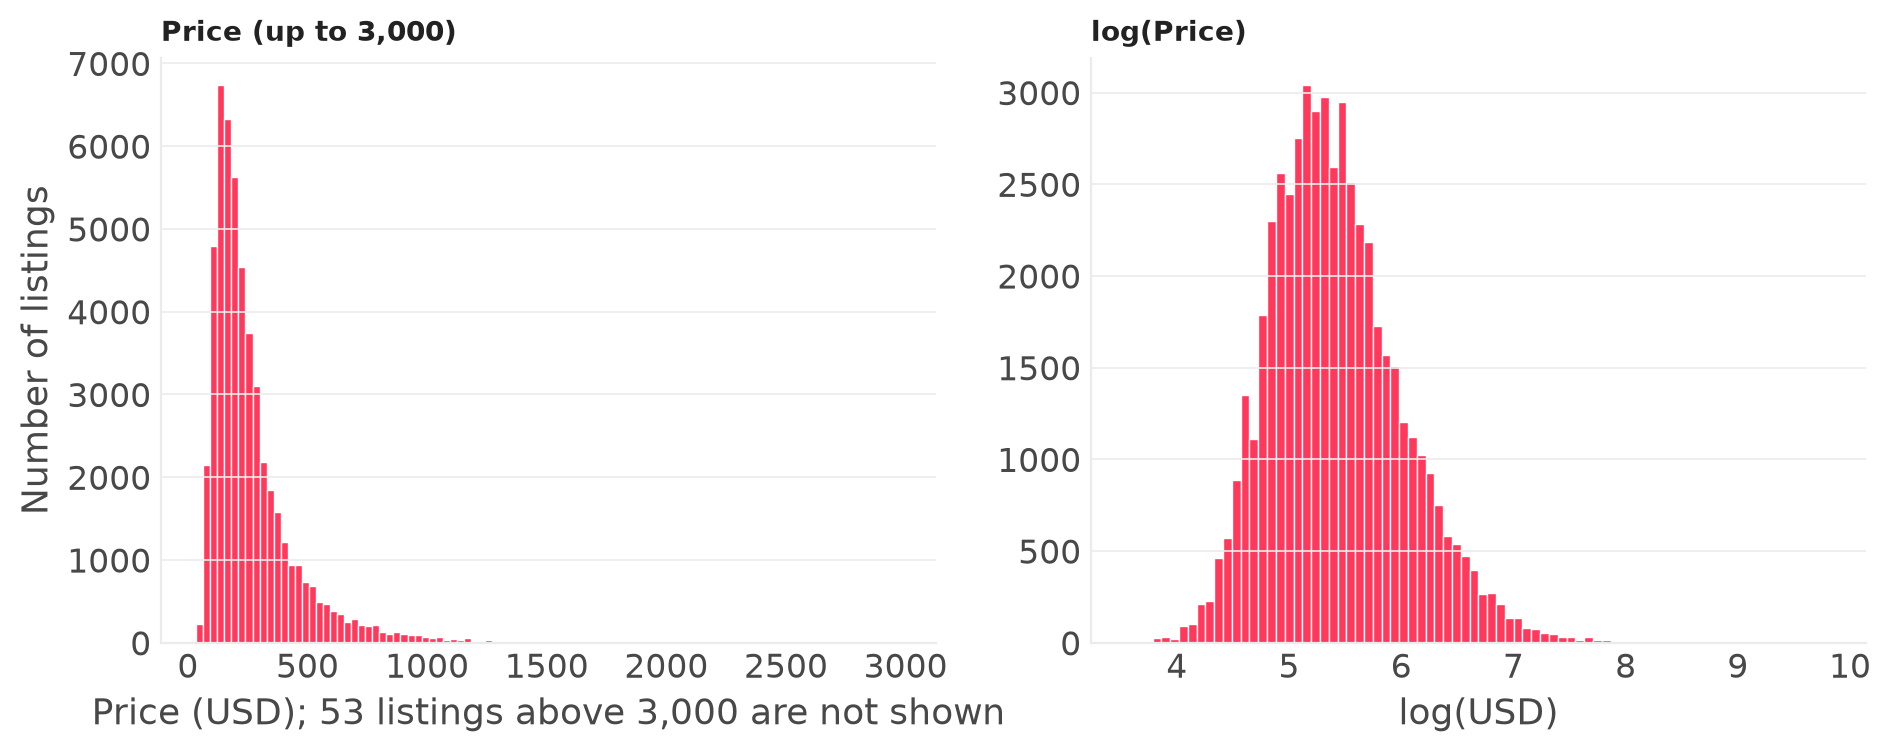 Price (up to 3,000)
7000
6000
5000
4000
3000
2000
1000
0
Number of listings
0 500 1000 1500 2000 2500 3000
Price (USD); 53 listings above 3,000 are not shown
log(Price)
3000
2500
2000
1500
1000
500
0
4 5 6 7 8 9 10
log(USD)